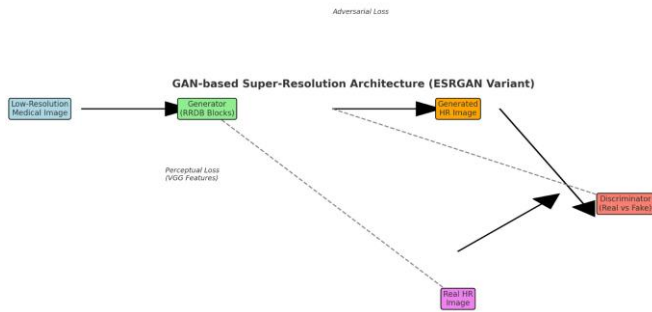 Adversarial Loss
GAN-based Super-Resolution Architecture (ESRGAN Variant)
Low-Resolution
Medical Image
Generator
(RRDB Blocks)
Generated
HR Image
Perceptual Loss
(VGG Features)
Discriminator
(Real vs Fake)
Real HR
Image